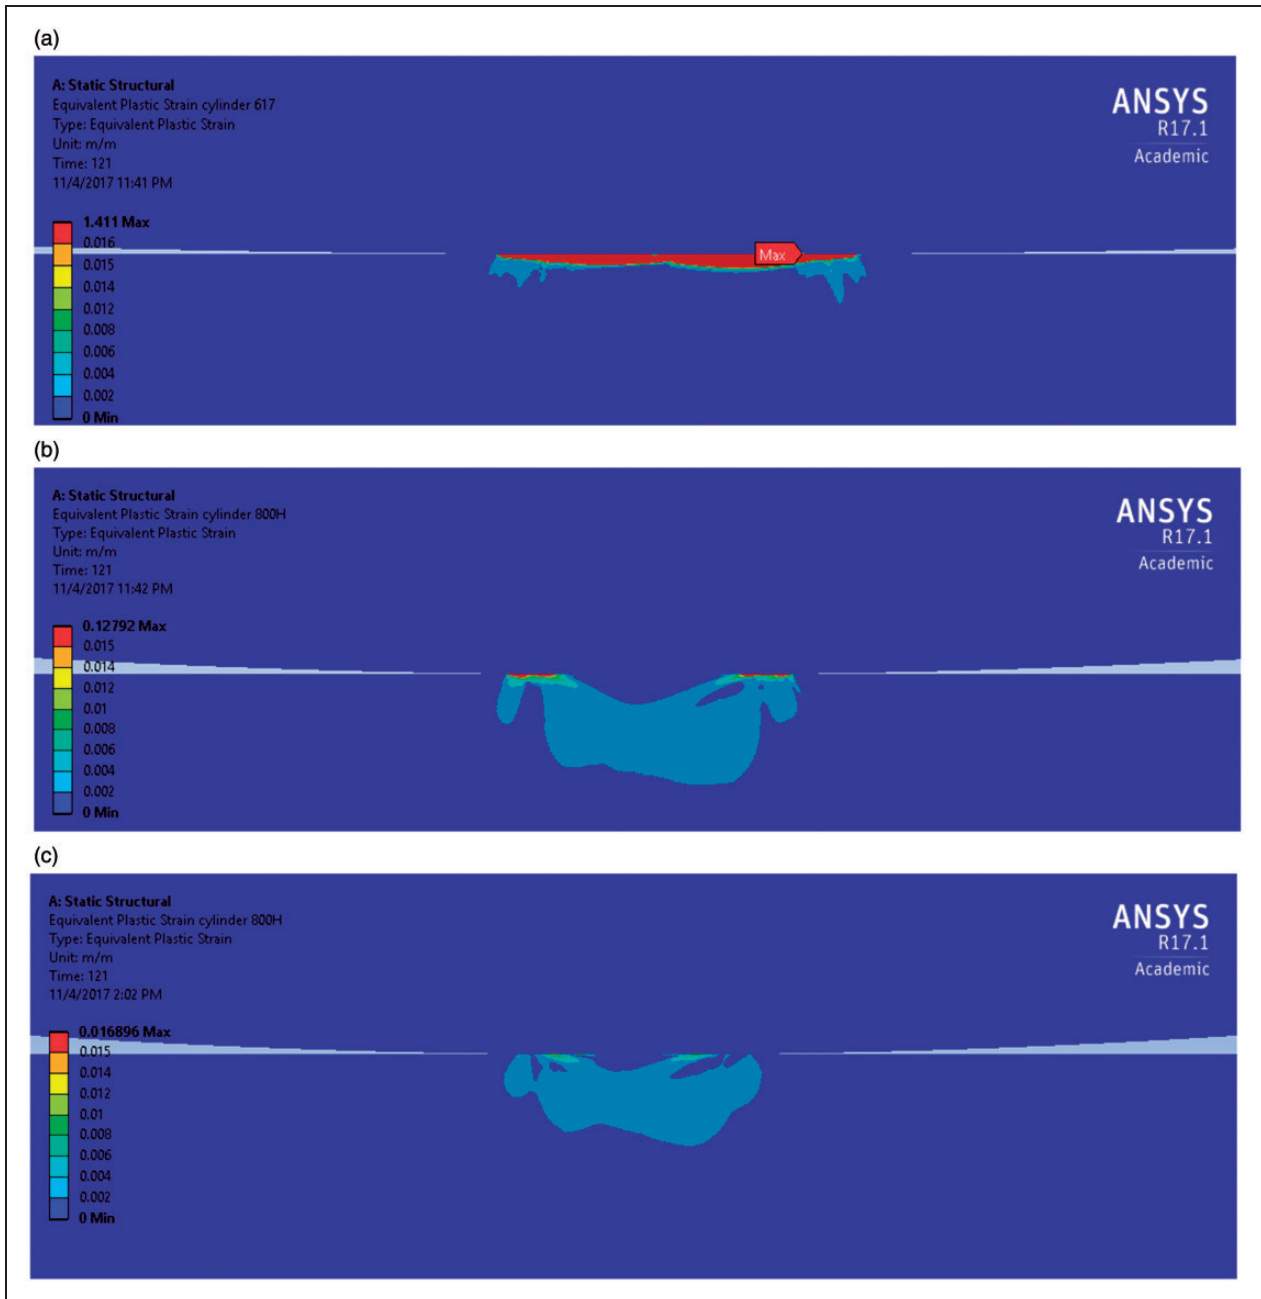 (a)
A: Static Structural
Equivalent Plastic Strain cylinder 617
Type: Equivalent Plastic Strain
Unit: m/m
Time: 121
11/4/2017 11:41 PM
ANSYS
R17.1
Academic
1.411 Max
0.016
0.015
0.014
0.012
0.008
0.006
0.004
0.002
0 Min
Max
(b)
A: Static Structural
Equivalent Plastic Strain cylinder 800H
Type: Equivalent Plastic Strain
Unit: m/m
Time: 121
11/4/2017 11:42 PM
ANSYS
R17.1
Academic
0.12792 Max
0.015
0.014
0.012
0.01
0.008
0.006
0.004
0.002
0 Min
(c)
A: Static Structural
Equivalent Plastic Strain cylinder 800H
Type: Equivalent Plastic Strain
Unit: m/m
Time: 121
11/4/2017 2:02 PM
ANSYS
R17.1
Academic
0.016896 Max
0.015
0.014
0.012
0.01
0.008
0.006
0.004
0.002
0 Min